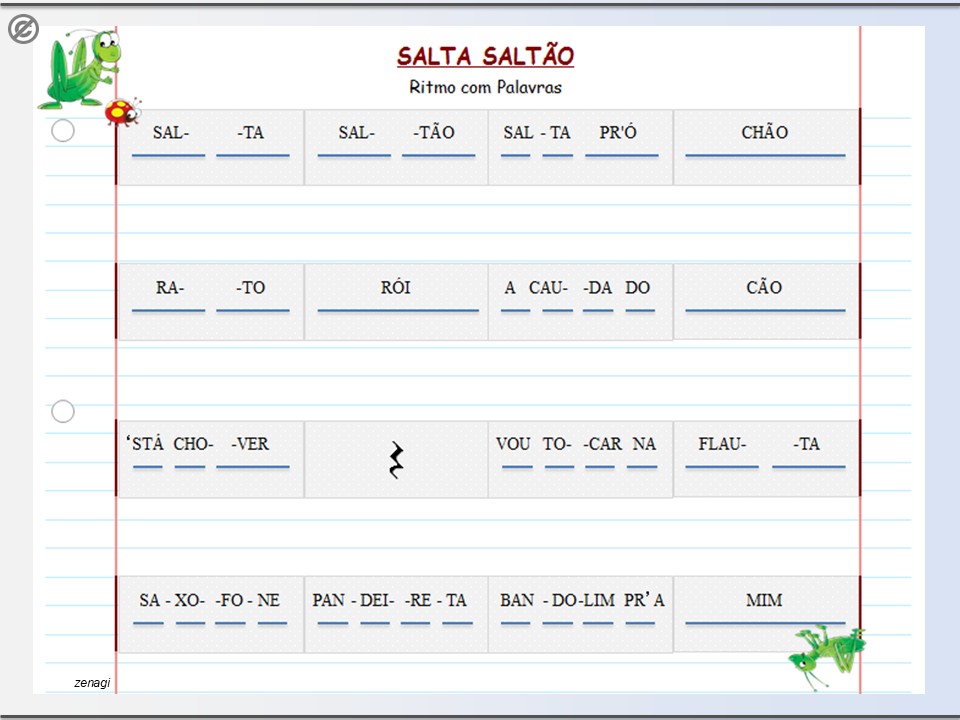 SALTA SALTÃO
Ritmo com Palavras
SAL- -TA SAL- -TÃO SAL - TA PR'Ó CHÃO
RA- -TO RÓI A CAU- -DA DO CÃO
‘STÁ CHO- -VER VOU TO- -CAR NA FLAU- -TA
SA - XO- -FO - NE PAN - DEI- -RE - TA BAN - DO-LIM PR’A MIM
zenagi